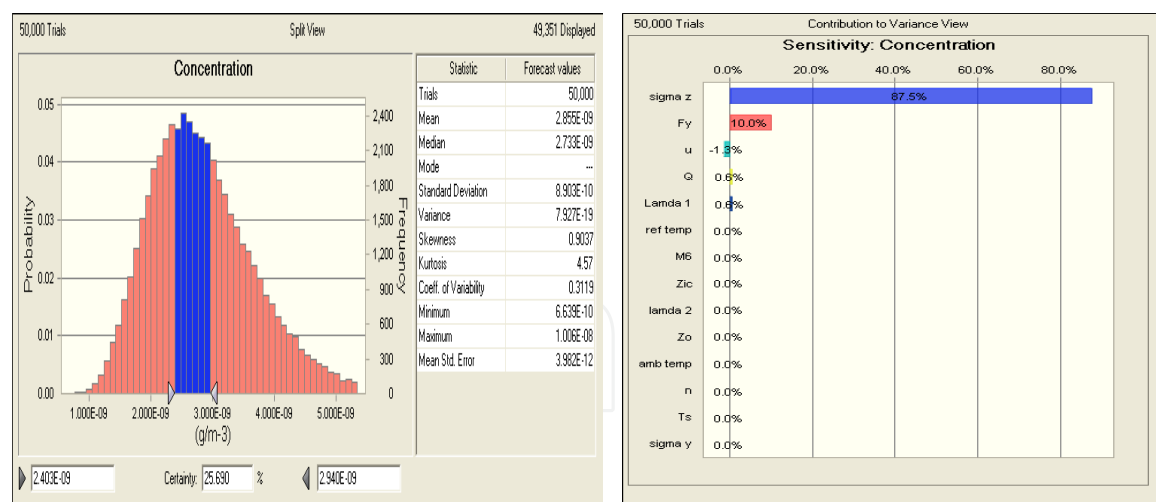 50,000 Trials Split View 49,351 Displayed
Concentration
Statistic Forecast values
Trials 50,000
Mean 2.855E-09
Median 2.733E-09
Mode ---
Standard Deviation 8.903E-10
Variance 7.927E-19
Skewness 0.9037
Kurtosis 4.57
Coeff. of Variability 0.3119
Minimum 6.639E-10
Maximum 1.006E-08
Mean Std. Error 3.982E-12
Probability
0.05
0.04
0.03
0.02
0.01
0.00
Frequency
2,400
2,100
1,800
1,500
1,200
900
600
300
0
1.000E-09 2.000E-09 3.000E-09 4.000E-09 5.000E-09
(g/m-3)
2.403E-09 Certainty: 25.690 % 2.940E-09
50,000 Trials Contribution to Variance View
Sensitivity: Concentration
0.0% 20.0% 40.0% 60.0% 80.0%
sigma z 87.5%
Fy 10.0%
u -1.3%
Q 0.6%
Lamda 1 0.6%
ref temp 0.0%
M6 0.0%
Zic 0.0%
lamda 2 0.0%
Zo 0.0%
amb temp 0.0%
n 0.0%
Ts 0.0%
sigma y 0.0%